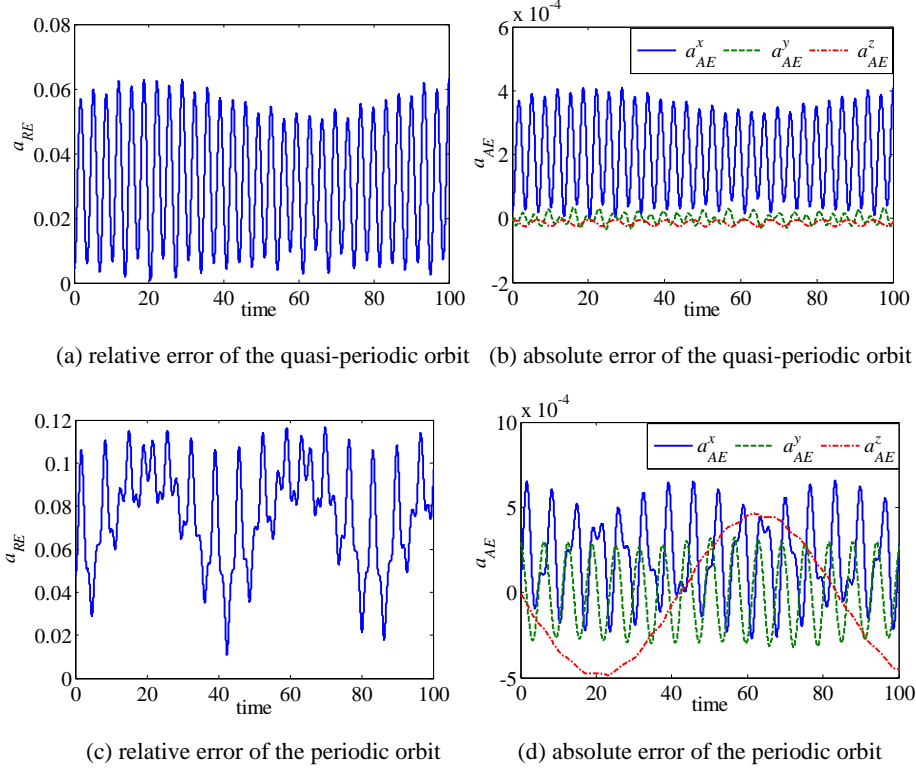 0.08
0.06
0.04
0.02
0
a_RE
0 20 40 60 80 100
time
(a) relative error of the quasi-periodic orbit
6 x 10^-4
4
2
0
-2
a_AE
a^x_AE a^y_AE a^z_AE
0 20 40 60 80 100
time
(b) absolute error of the quasi-periodic orbit
0.12
0.1
0.08
0.06
0.04
0.02
0
a_RE
0 20 40 60 80 100
time
(c) relative error of the periodic orbit
10 x 10^-4
5
0
-5
a_AE
a^x_AE a^y_AE a^z_AE
0 20 40 60 80 100
time
(d) absolute error of the periodic orbit